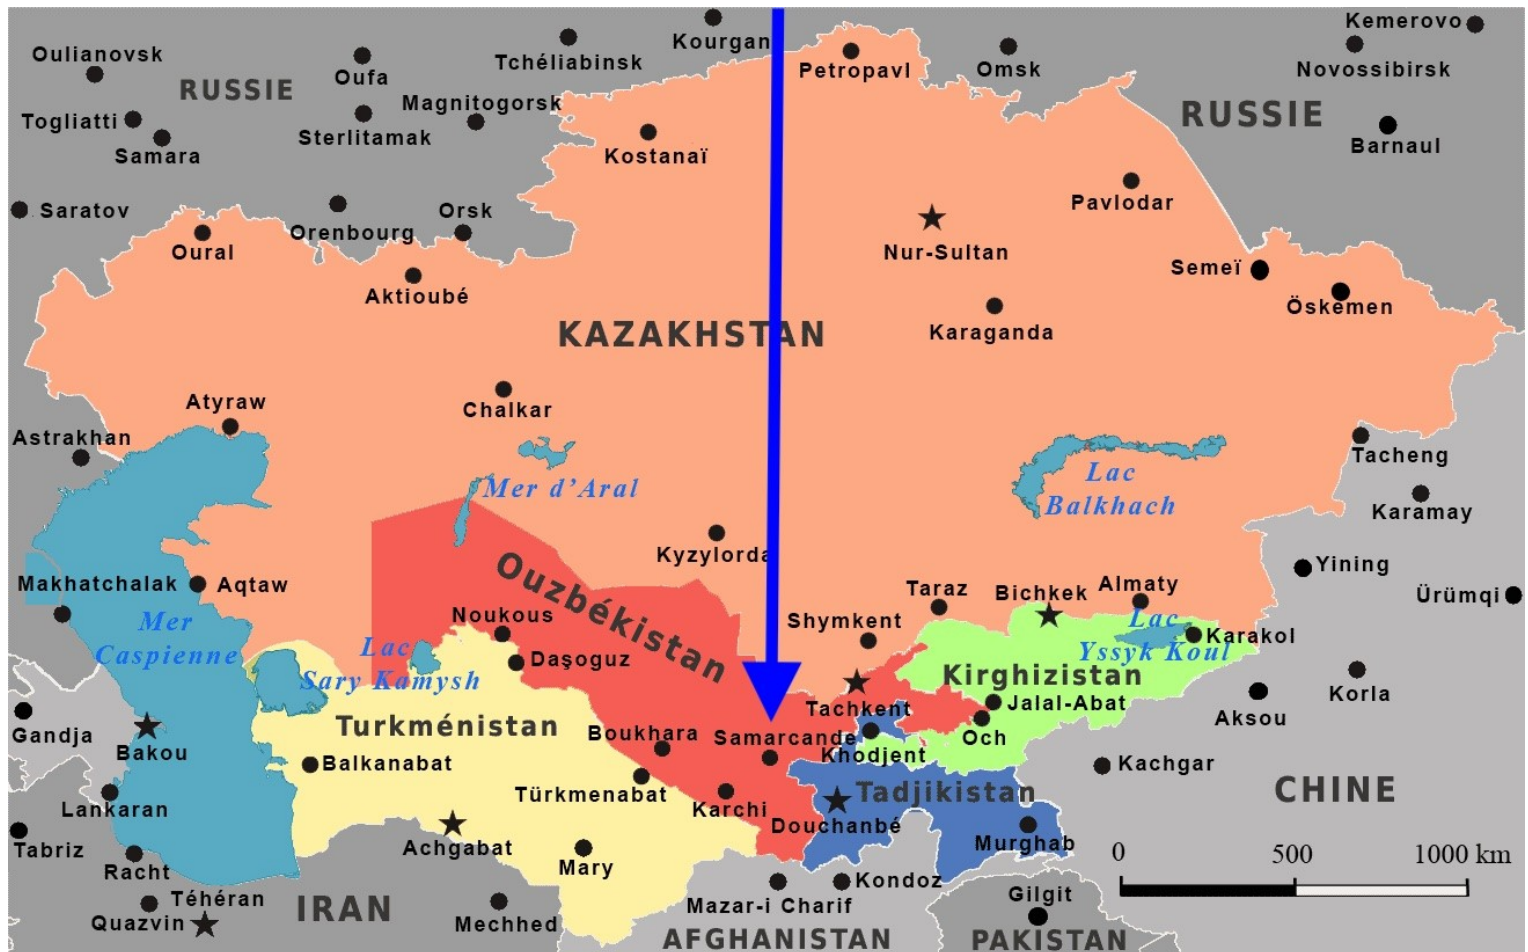 Kemerovo
Kourgan
Oulianovsk
Tchéliabinsk
Oufa
Petropavl
Omsk
Novossibirsk
RUSSIE
Magnitogorsk
RUSSIE
Togliatti
Sterlitamak
Samara
Kostanaï
Barnaul
Pavlodar
Saratov
Orsk
Orenbourg
Oural
Nur-Sultan
Semeï
Aktioubé
Öskemen
KAZAKHSTAN
Karaganda
Atyraw
Chalkar
Astrakhan
Tacheng
Lac
Balkhach
Mer d'Aral
Karamay
Kyzylorda
Ouzbékistan
Yining
Makhatchalak
Aqtaw
Taraz
Bichkek
Almaty
Ürümqi
Noukous
Shymkent
Mer
Caspienne
Lac
Yssyk Koul
Karakol
Lac
Sary Kamysh
Daşoguz
Kirghizistan
Korla
Jalal-Abat
Tachkent
Aksou
Turkménistan
Gandja
Bakou
Boukhara
Samarcande
Och
Khodjent
Balkanabat
Kachgar
Türkmenabat
Tadjikistan
CHINE
Lankaran
Karchi
Douchanbé
Tabriz
Achgabat
Murghab
0 500 1000 km
Racht
Mary
Téhéran
Kondoz
Gilgit
Quazvin
IRAN
Mechhed
Mazar-i Charif
AFGHANISTAN
PAKISTAN